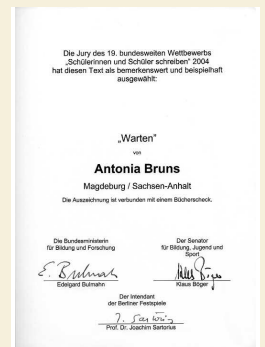 Die Jury des 19. bundesweiten Wettbewerbs
„Schülerinnen und Schüler schreiben" 2004
hat diesen Text als bemerkenswert und beispielhaft
ausgewählt:
„Warten"
von
Antonia Bruns
Magdeburg / Sachsen-Anhalt
Die Auszeichnung ist verbunden mit einem Bücherscheck.
Die Bundesministerin
für Bildung und Forschung
Der Senator
für Bildung, Jugend und
Sport
E. Bulmah
Edelgard Bulmahn
Klaus Böger
Der Intendant
der Berliner Festspiele
J. Sartorius
Prof. Dr. Joachim Sartorius